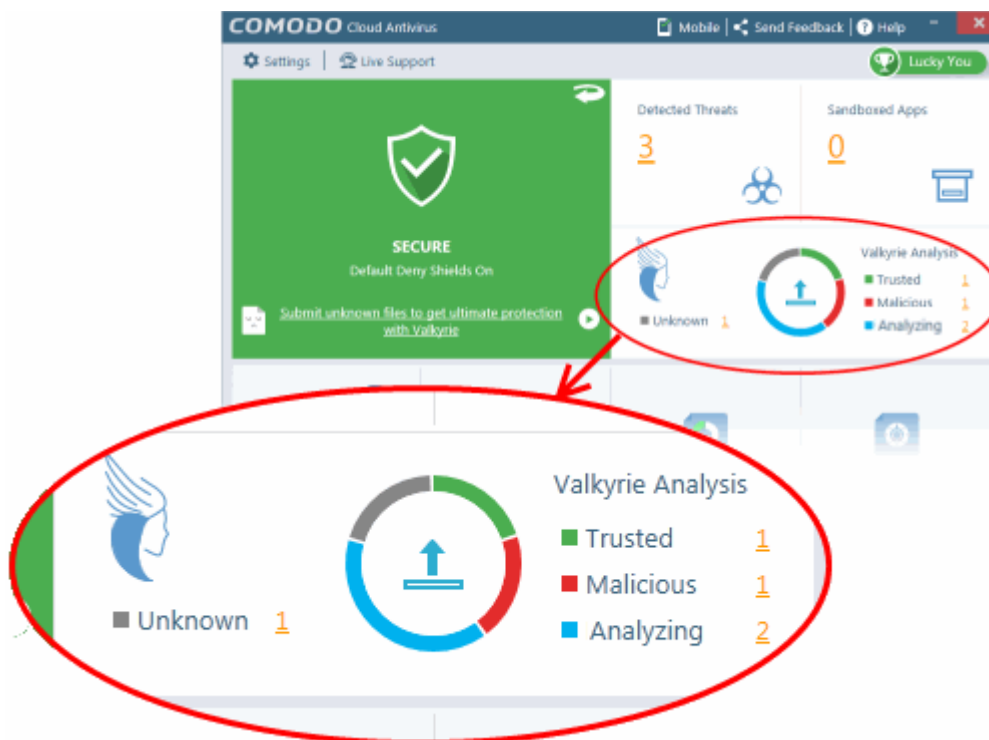 COMODO Cloud Antivirus
Mobile
Send Feedback
Help
Settings
Live Support
Lucky You
Detected Threats
3
Sandboxed Apps
0
SECURE
Default Deny Shields On
Submit unknown files to get ultimate protection
with Valkyrie
Unknown 1
Valkyrie Analysis
Trusted 1
Malicious 1
Analyzing 2
Valkyrie Analysis
Trusted 1
Malicious 1
Unknown 1
Analyzing 2